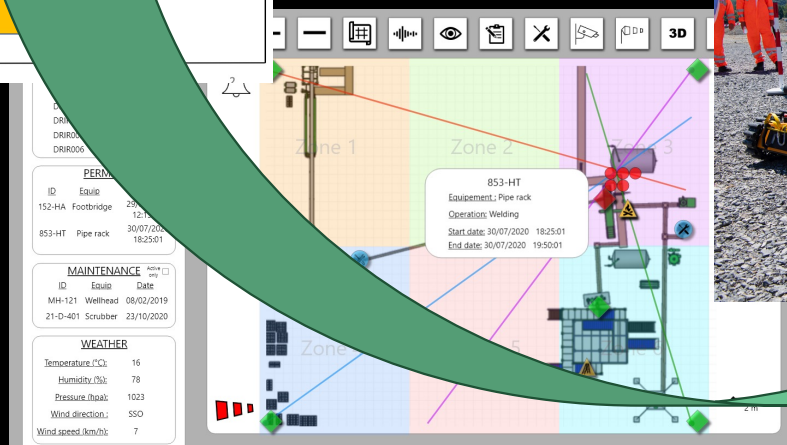 3D
DRIR00
DRIR006
PERM
ID Equip
152-HA Footbridge 29/
12:15
853-HT Pipe rack 30/07/202
18:25:01
MAINTENANCE Active only
ID Equip Date
MH-121 Wellhead 08/02/2019
21-D-401 Scrubber 23/10/2020
WEATHER
Temperature (°C): 16
Humidity (%): 78
Pressure (hpa): 1023
Wind direction : SSO
Wind speed (km/h): 7
Zone 1
Zone 2
Zone 3
853-HT
Equipement : Pipe rack
Operation: Welding
Start date: 30/07/2020 18:25:01
End date: 30/07/2020 19:50:01
Zone
5
2 m